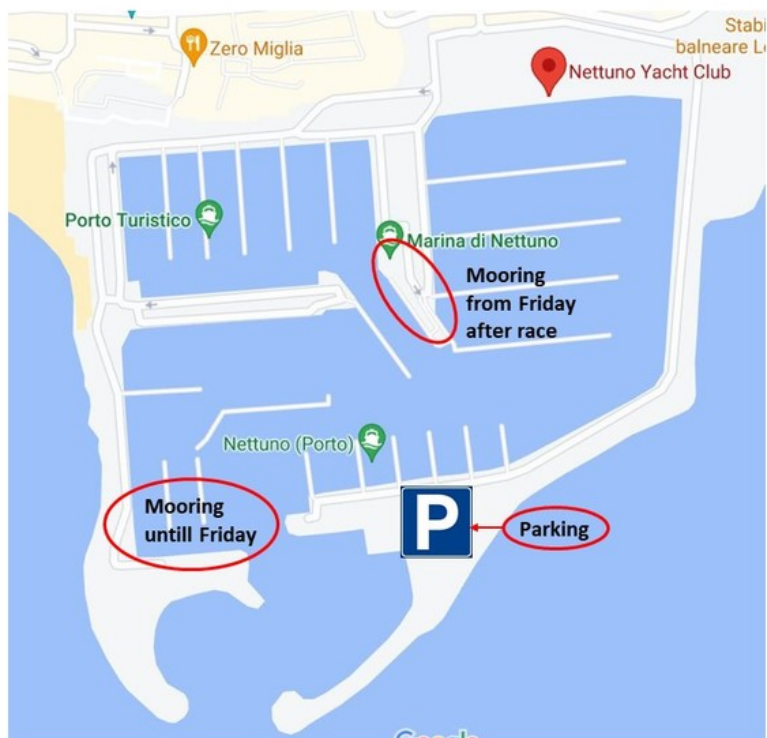 Stabi
balneare Le
Zero Miglia
Nettuno Yacht Club
Porto Turistico
Marina di Nettuno
Mooring
from Friday
after race
Nettuno (Porto)
Mooring
untill Friday
P
Parking
Google